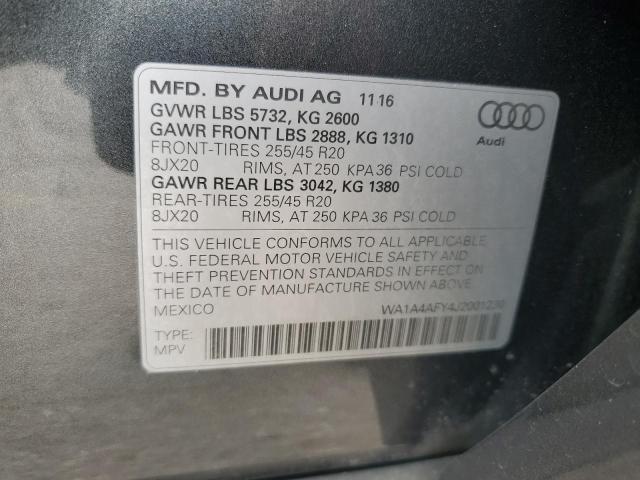 MFD. BY AUDI AG 11 16
GVWR LBS 5732, KG 2600
GAWR FRONT LBS 2888, KG 1310
FRONT-TIRES 255/45 R20
8JX20 RIMS, AT 250 KPA 36 PSI COLD
GAWR REAR LBS 3042, KG 1380
REAR-TIRES 255/45 R20
8JX20 RIMS, AT 250 KPA 36 PSI COLD
Audi
THIS VEHICLE CONFORMS TO ALL APPLICABLE
U.S. FEDERAL MOTOR VEHICLE SAFETY AND
THEFT PREVENTION STANDARDS IN EFFECT ON
THE DATE OF MANUFACTURE SHOWN ABOVE.
MEXICO WA1A4AFY4J2001230
TYPE:
MPV